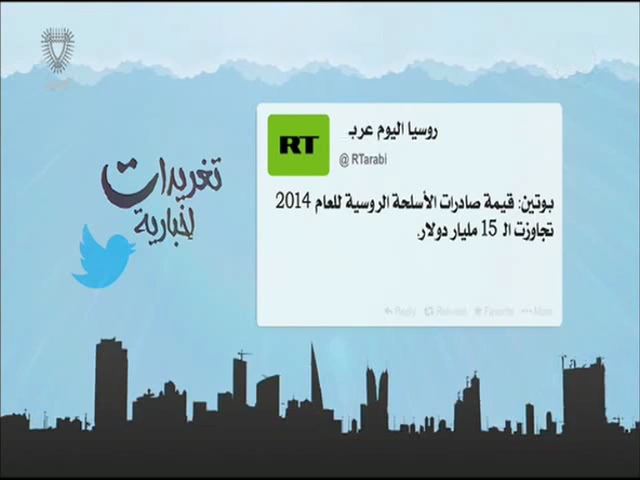 تغريدات
إخبارية
RT
روسيا اليوم عربـ
@RTarabi
بوتين: قيمة صادرات الأسلحة الروسية للعام 2014
تجاوزت الـ 15 مليار دولار.
Reply Retweet Favorite More